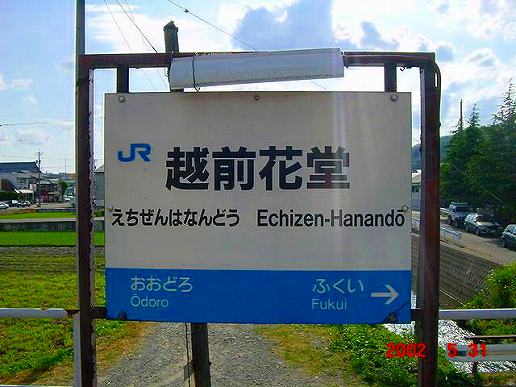 JR 越前花堂
えちぜんはなんどう Echizen-Hanandō
おおどろ ふくい
Ōdoro Fukui
2002 5 31